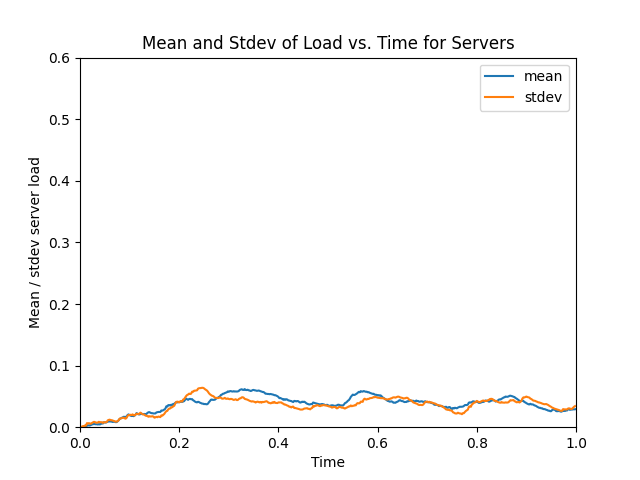 Mean and Stdev of Load vs. Time for Servers
mean
stdev
Mean / stdev server load
0.6
0.5
0.4
0.3
0.2
0.1
0.0
0.0 0.2 0.4 0.6 0.8 1.0
Time